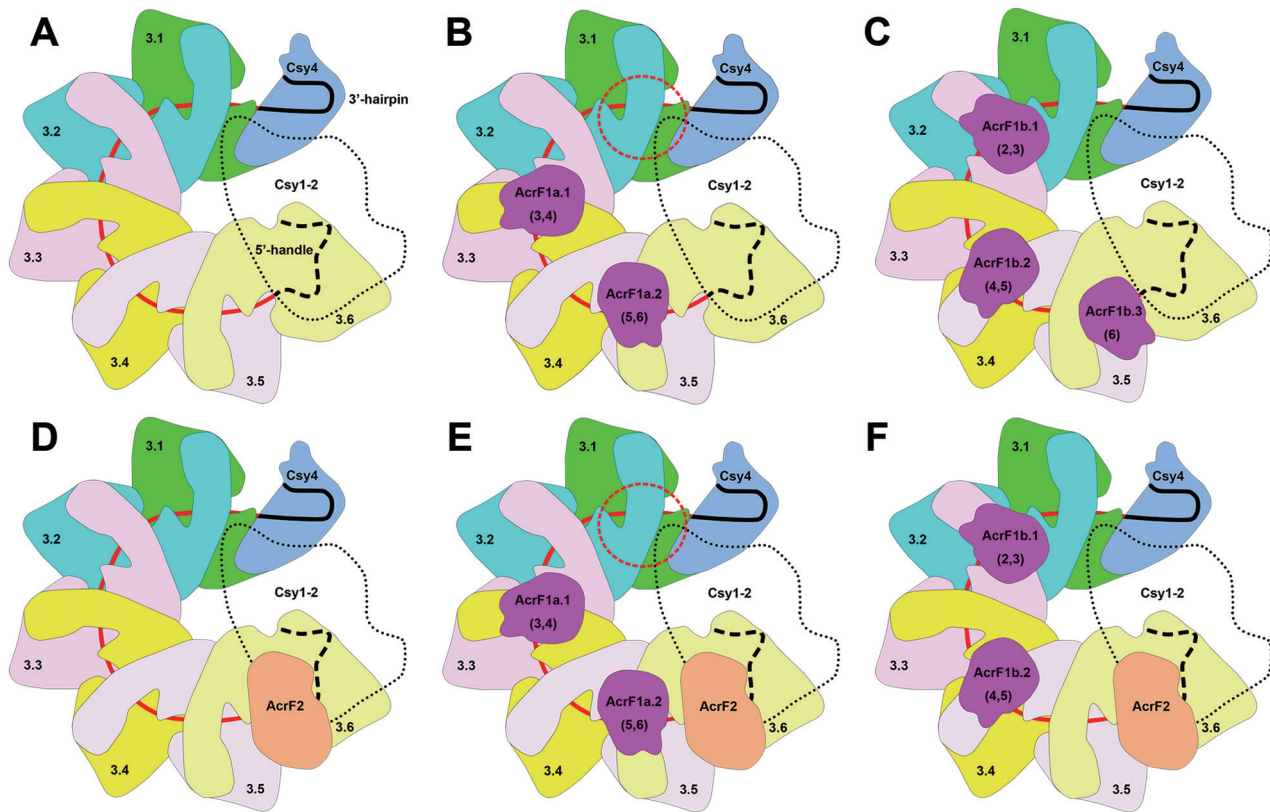 A
3.1
Csy4
3'-hairpin
3.2
Csy1-2
5'-handle
3.3
3.6
3.4
3.5
B
3.1
Csy4
3.2
Csy1-2
AcrF1a.1
(3,4)
3.3
AcrF1a.2
(5,6)
3.6
3.4
3.5
C
3.1
Csy4
AcrF1b.1
(2,3)
3.2
Csy1-2
3.3
AcrF1b.2
(4,5)
AcrF1b.3
(6)
3.6
3.4
3.5
D
3.1
Csy4
3.2
Csy1-2
3.3
AcrF2
3.6
3.4
3.5
E
3.1
Csy4
3.2
Csy1-2
AcrF1a.1
(3,4)
3.3
AcrF1a.2
(5,6)
AcrF2
3.6
3.4
3.5
F
3.1
Csy4
AcrF1b.1
(2,3)
3.2
Csy1-2
3.3
AcrF1b.2
(4,5)
AcrF2
3.6
3.4
3.5